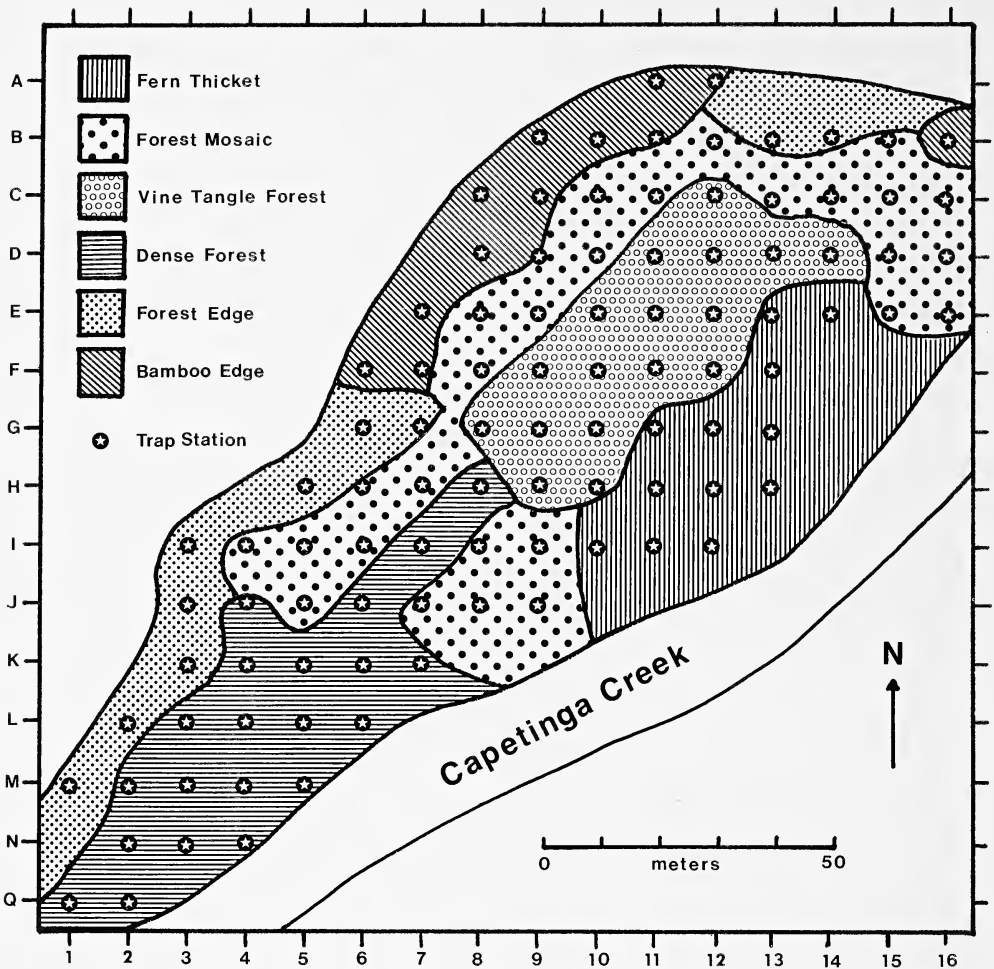 A
B
C
D
E
F
G
H
I
J
K
L
M
N
Q
Fern Thicket
Forest Mosaic
Vine Tangle Forest
Dense Forest
Forest Edge
Bamboo Edge
Trap Station
Capetinga Creek
N
0 meters 50
1 2 3 4 5 6 7 8 9 10 11 12 13 14 15 16